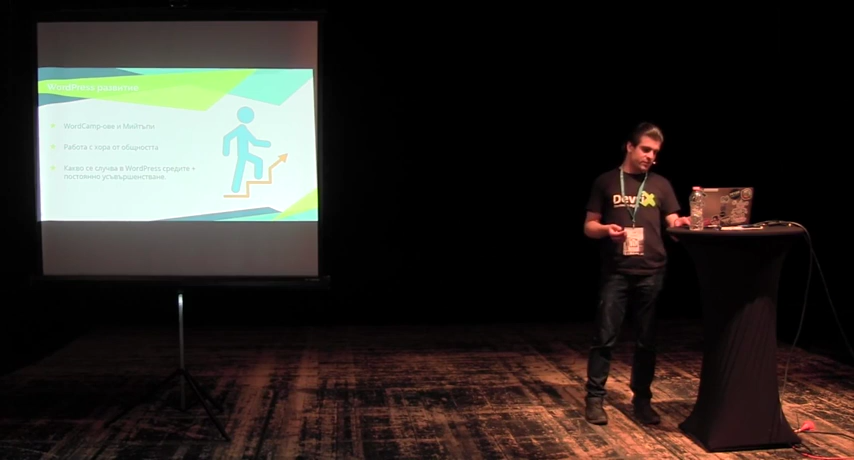 WordPress развитие
WordCamp-ове и Мийтъпи
Работа с хора от общността
Какво се случва в WordPress средите +
постоянно усъвършенстване
DevriX